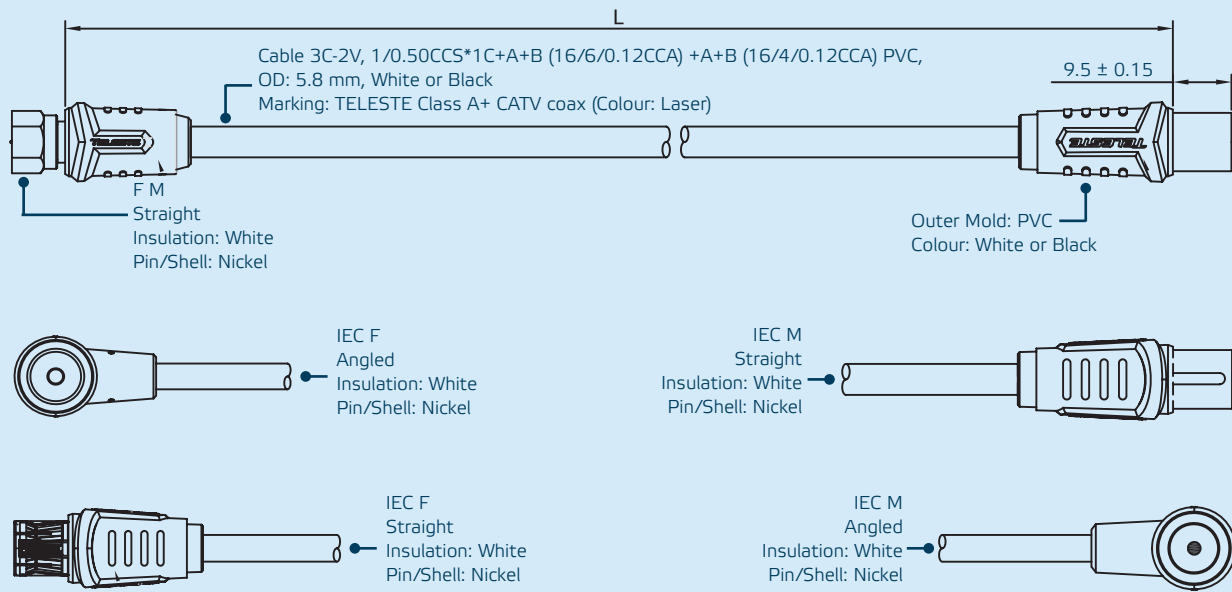 L
Cable 3C-2V, 1/0.50CCS*1C+A+B (16/6/0.12CCA) +A+B (16/4/0.12CCA) PVC,
OD: 5.8 mm, White or Black
Marking: TELESTE Class A+ CATV coax (Colour: Laser)
9.5 ± 0.15
TELESTE
TELESTE
F M
Straight
Insulation: White
Pin/Shell: Nickel
Outer Mold: PVC
Colour: White or Black
IEC F
Angled
Insulation: White
Pin/Shell: Nickel
IEC M
Straight
Insulation: White
Pin/Shell: Nickel
IEC F
Straight
Insulation: White
Pin/Shell: Nickel
IEC M
Angled
Insulation: White
Pin/Shell: Nickel